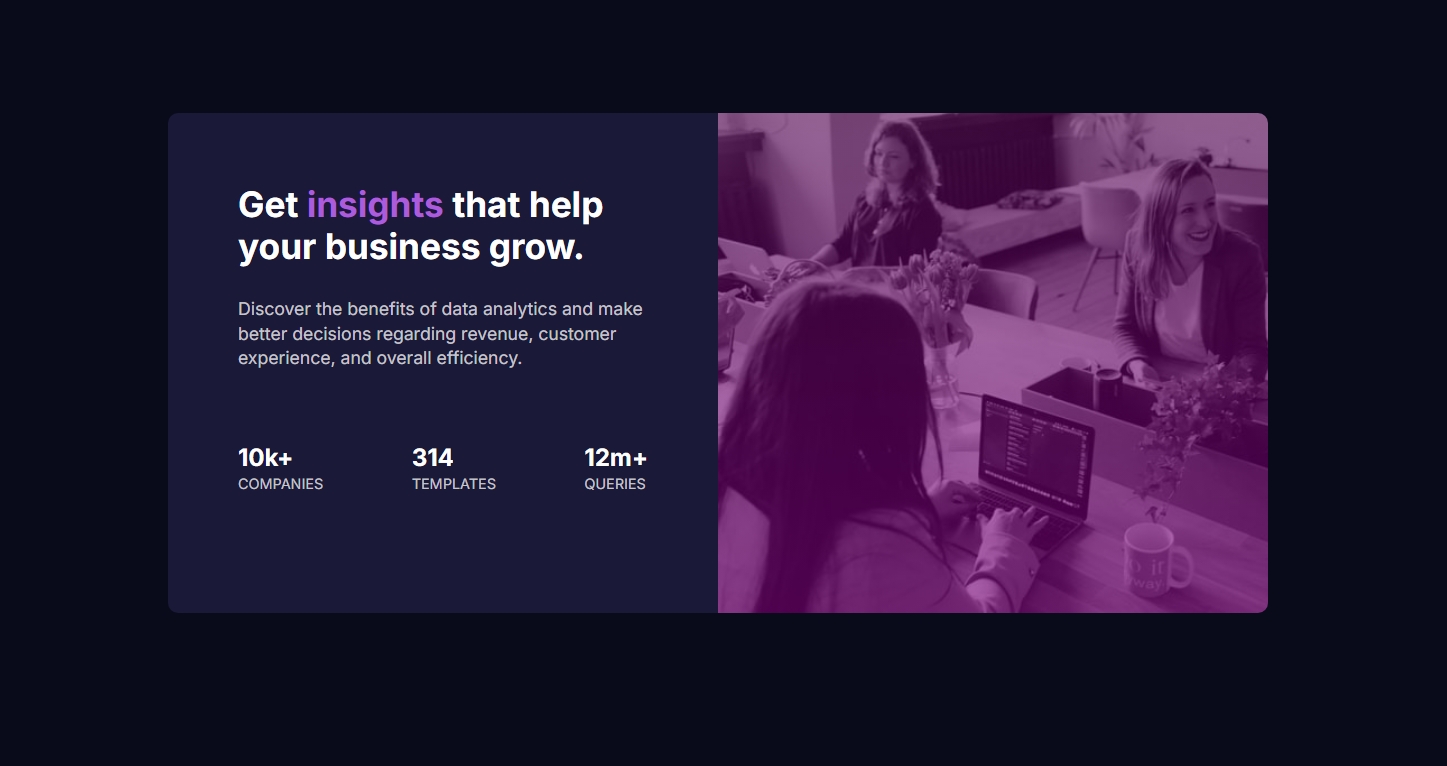 Get insights that help
your business grow.
Discover the benefits of data analytics and make
better decisions regarding revenue, customer
experience, and overall efficiency.
10k+ 314 12m+
COMPANIES TEMPLATES QUERIES